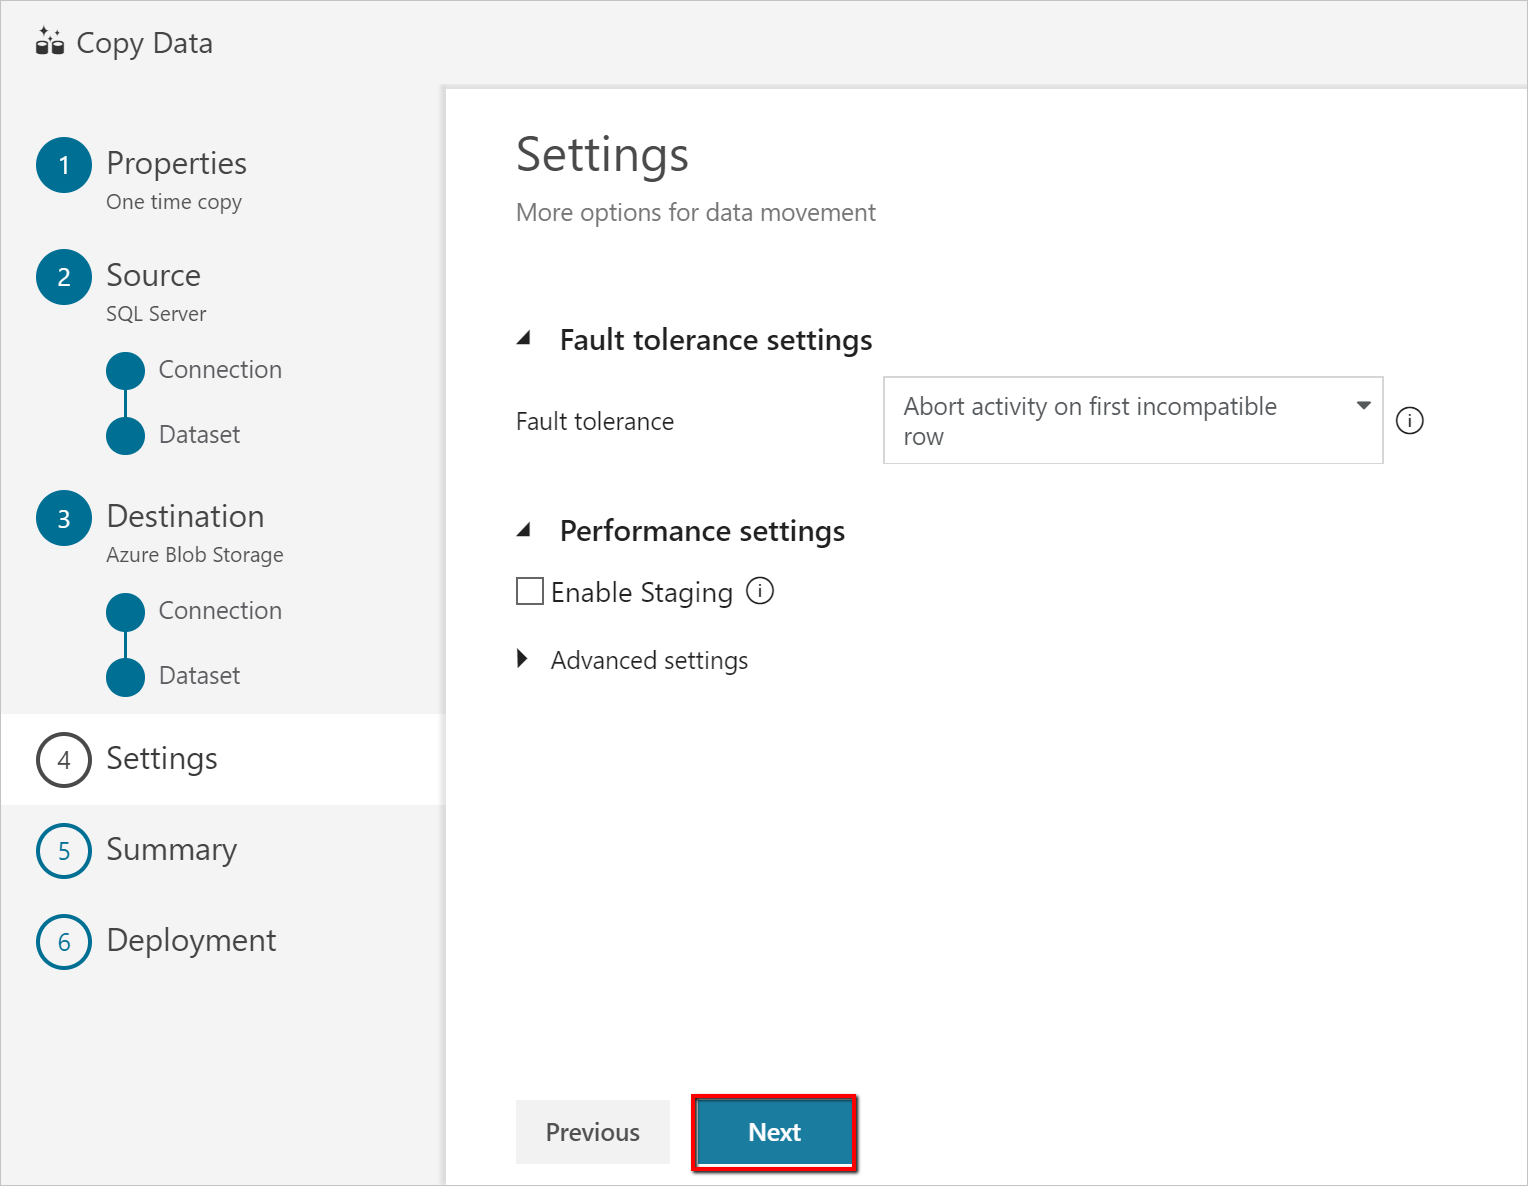 Copy Data
1 Properties
One time copy
2 Source
SQL Server
Connection
Dataset
3 Destination
Azure Blob Storage
Connection
Dataset
4 Settings
5 Summary
6 Deployment
Settings
More options for data movement
Fault tolerance settings
Fault tolerance
Abort activity on first incompatible
row
Performance settings
Enable Staging
Advanced settings
Previous
Next